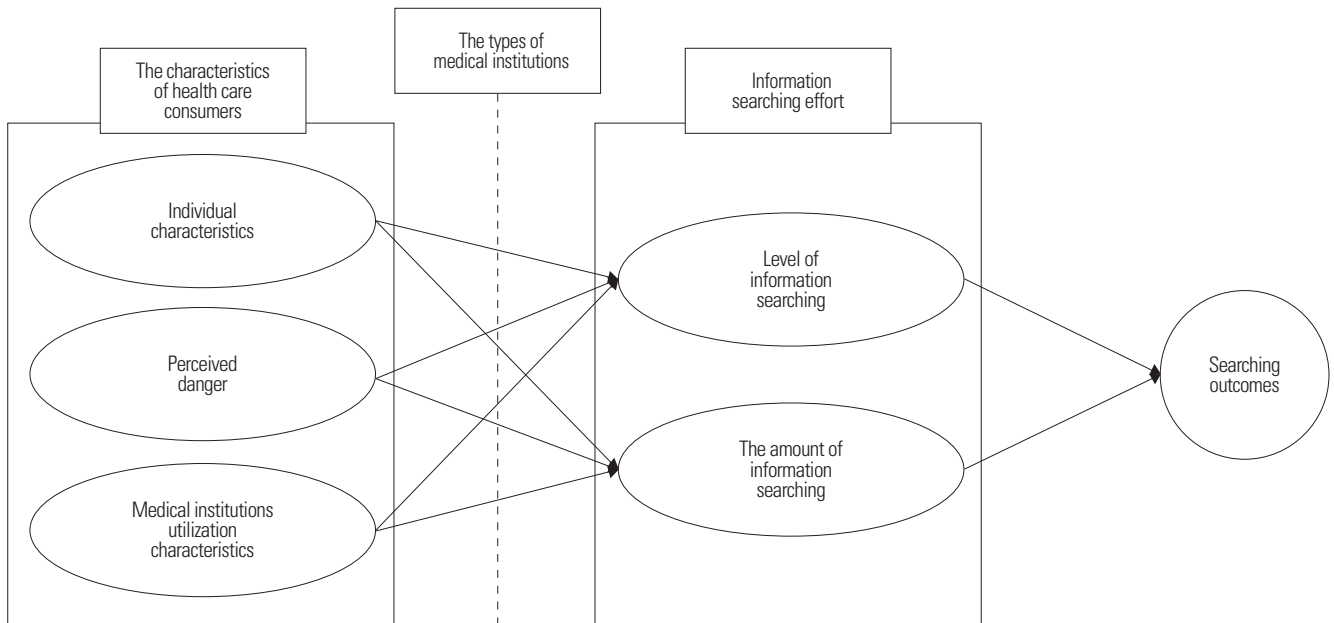 The characteristics
of health care
consumers
The types of
medical institutions
Information
searching effort
Individual
characteristics
Perceived
danger
Medical institutions
utilization
characteristics
Level of
information
searching
The amount of
information
searching
Searching
outcomes